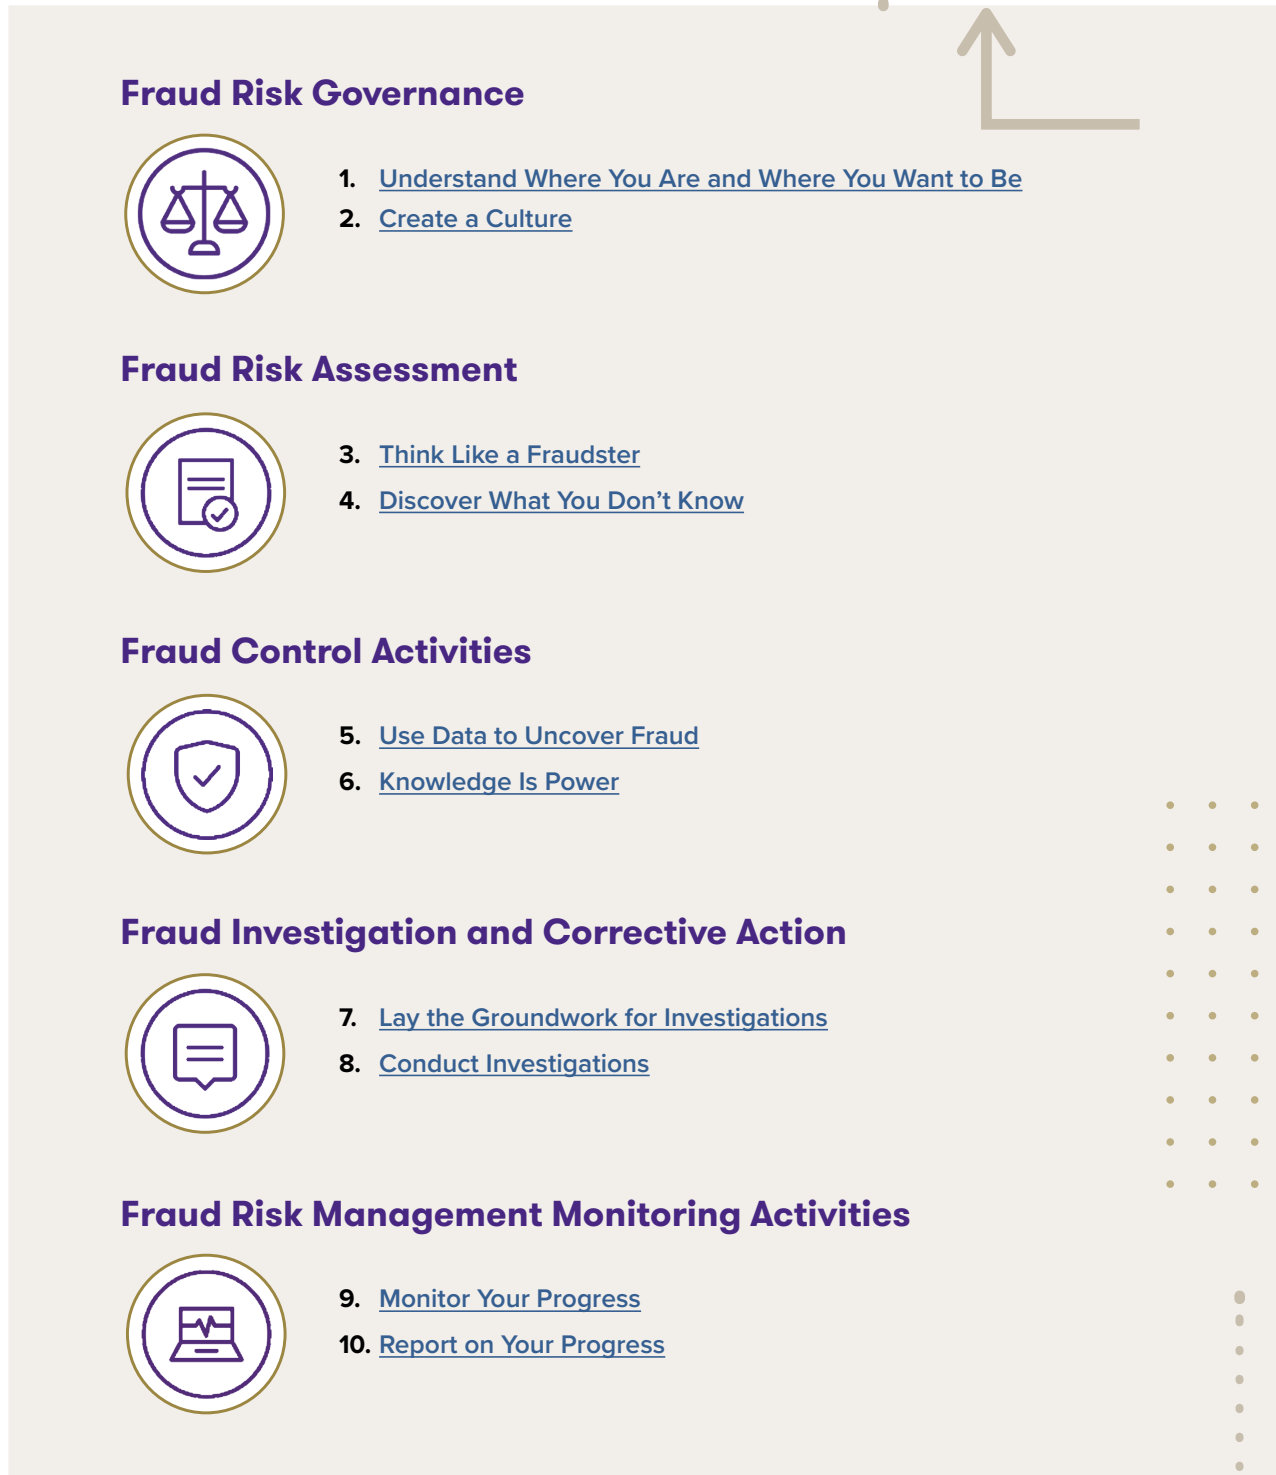 Fraud Risk Governance
1. Understand Where You Are and Where You Want to Be
2. Create a Culture
Fraud Risk Assessment
3. Think Like a Fraudster
4. Discover What You Don’t Know
Fraud Control Activities
5. Use Data to Uncover Fraud
6. Knowledge Is Power
Fraud Investigation and Corrective Action
7. Lay the Groundwork for Investigations
8. Conduct Investigations
Fraud Risk Management Monitoring Activities
9. Monitor Your Progress
10. Report on Your Progress